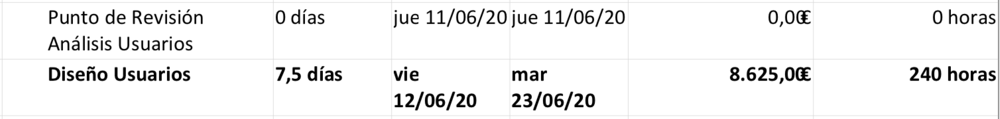 Punto de Revisión 0 días jue 11/06/20 jue 11/06/20 0,00€ 0 horas
Análisis Usuarios
Diseño Usuarios 7,5 días vie mar 8.625,00€ 240 horas
12/06/20 23/06/20